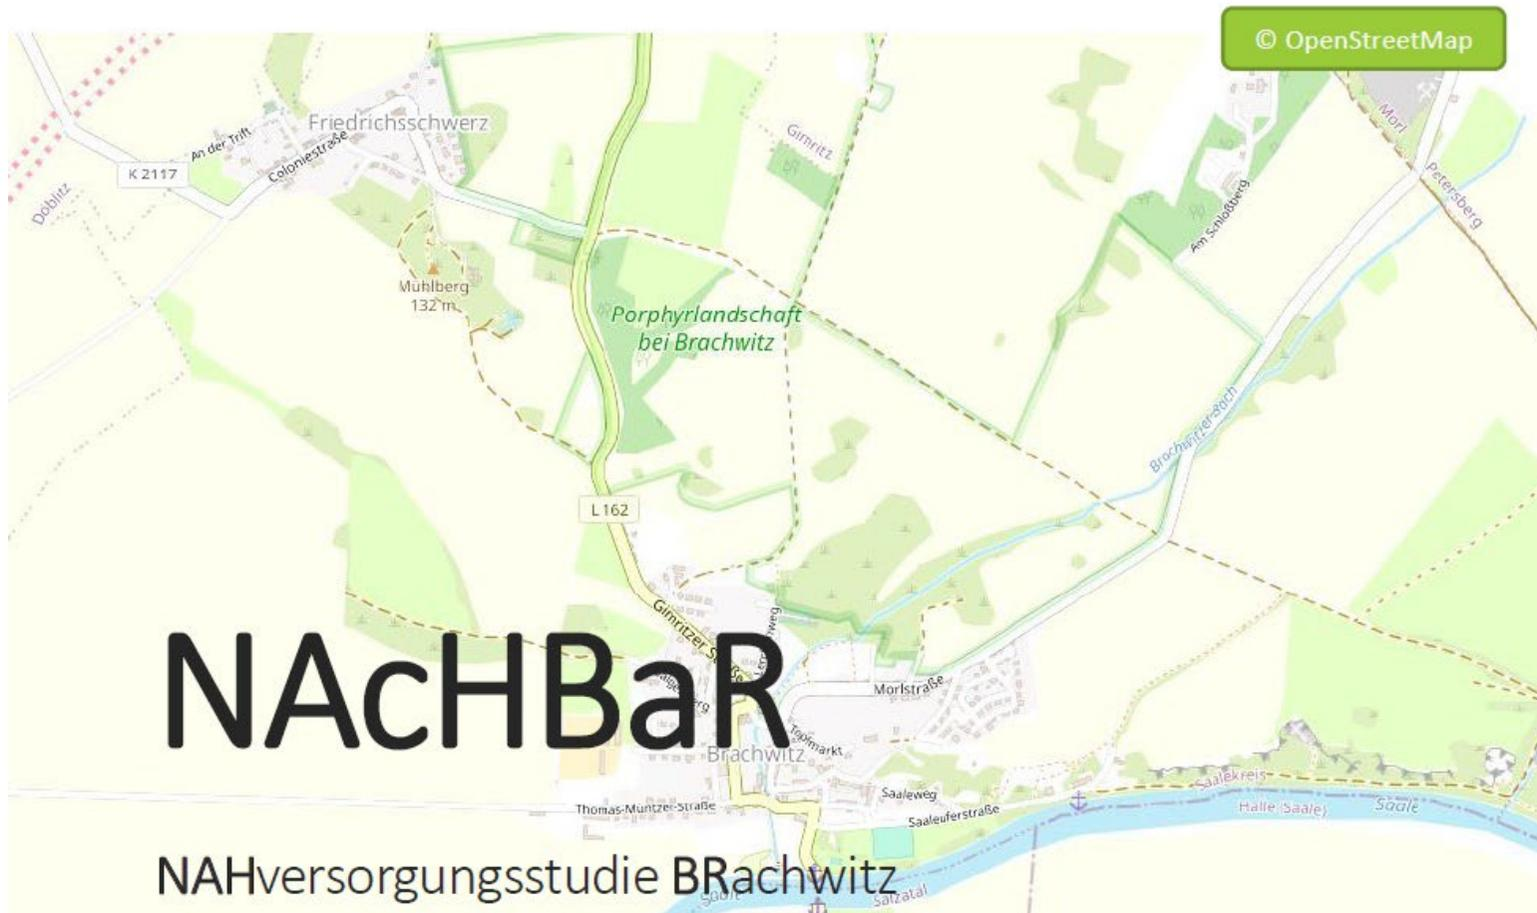 © OpenStreetMap
Friedrichsschwerz
An der Trift
Coloniestraße
K 2117
Döblitz
Gimritz
Morl
Petersberg
Am Schloßberg
Mühlberg
132 m
Porphyrlandschaft
bei Brachwitz
Brachwitzer Bach
L 162
Gimritzer Straße
NAcHBaR
Morlstraße
Topfmarkt
Brachwitz
Saaleweg
Saalekreis
Thomas-Müntzer-Straße
Saaleuferstraße
Halle (Saale)
Saale
NAHversorgungsstudie BRachwitz
Saale
Salzatal